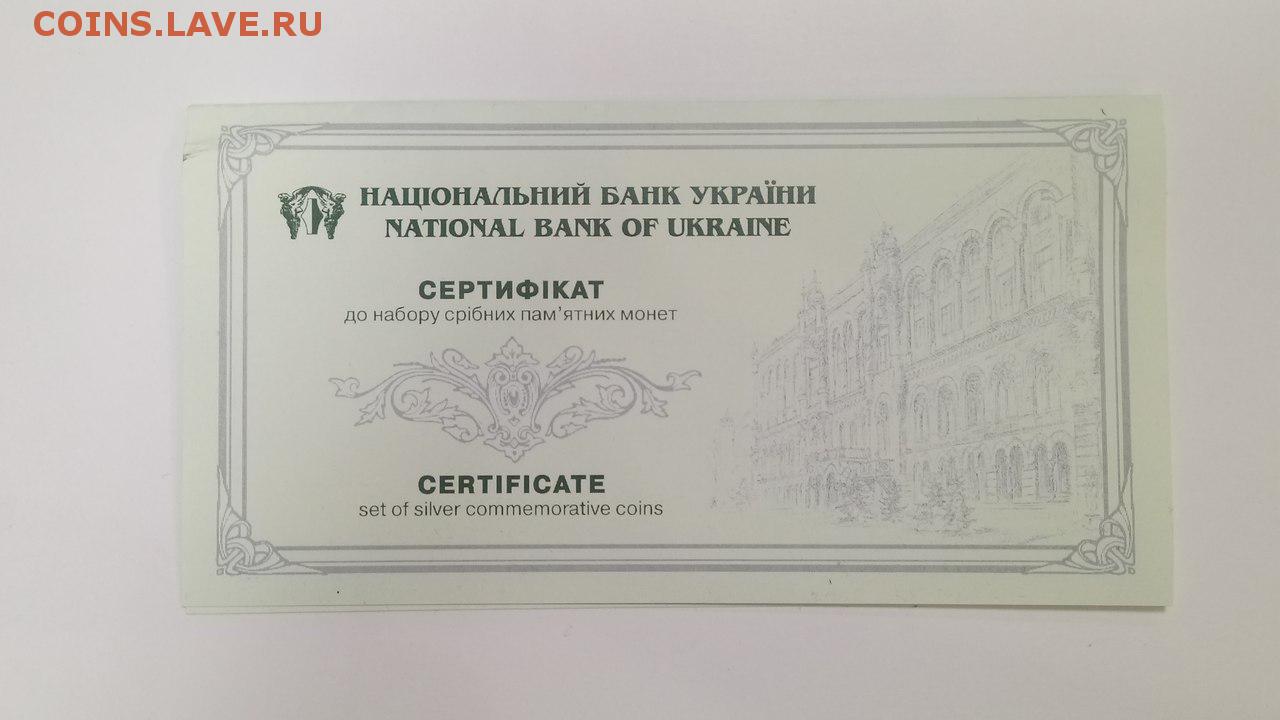 COINS.LAVE.RU
НАЦІОНАЛЬНИЙ БАНК УКРАЇНИ
NATIONAL BANK OF UKRAINE
СЕРТИФІКАТ
до набору срібних пам'ятних монет
CERTIFICATE
set of silver commemorative coins